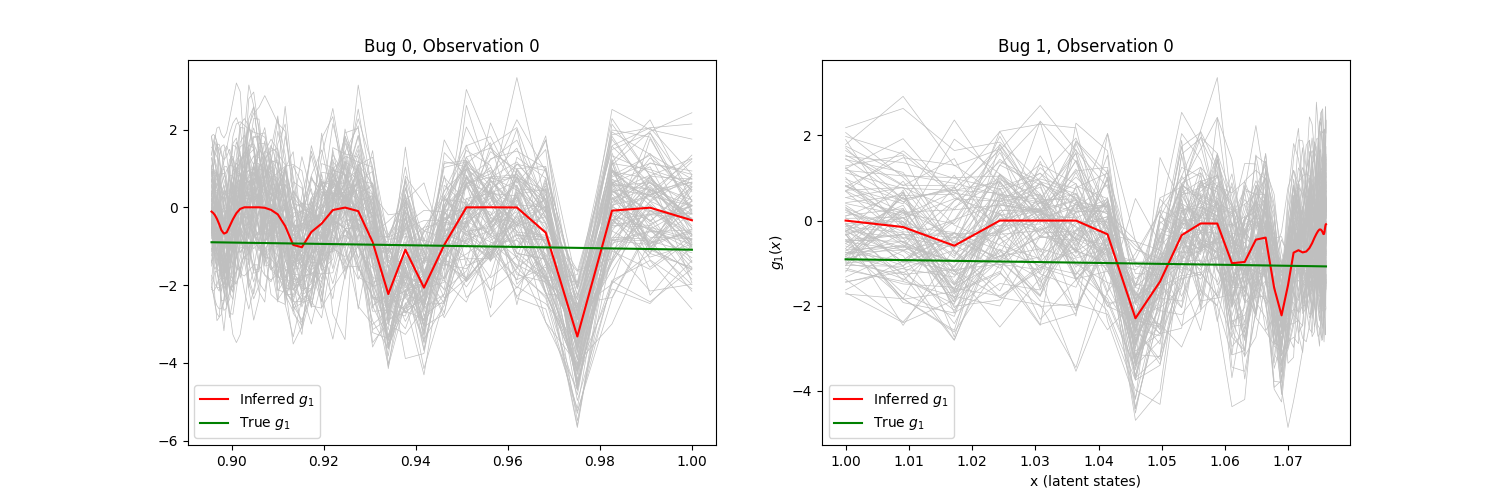 Bug 0, Observation 0
2
0
−2
−4
−6
0.90 0.92 0.94 0.96 0.98 1.00
Inferred g₁
True g₁
Bug 1, Observation 0
g₁(x)
2
0
−2
−4
1.00 1.01 1.02 1.03 1.04 1.05 1.06 1.07
x (latent states)
Inferred g₁
True g₁